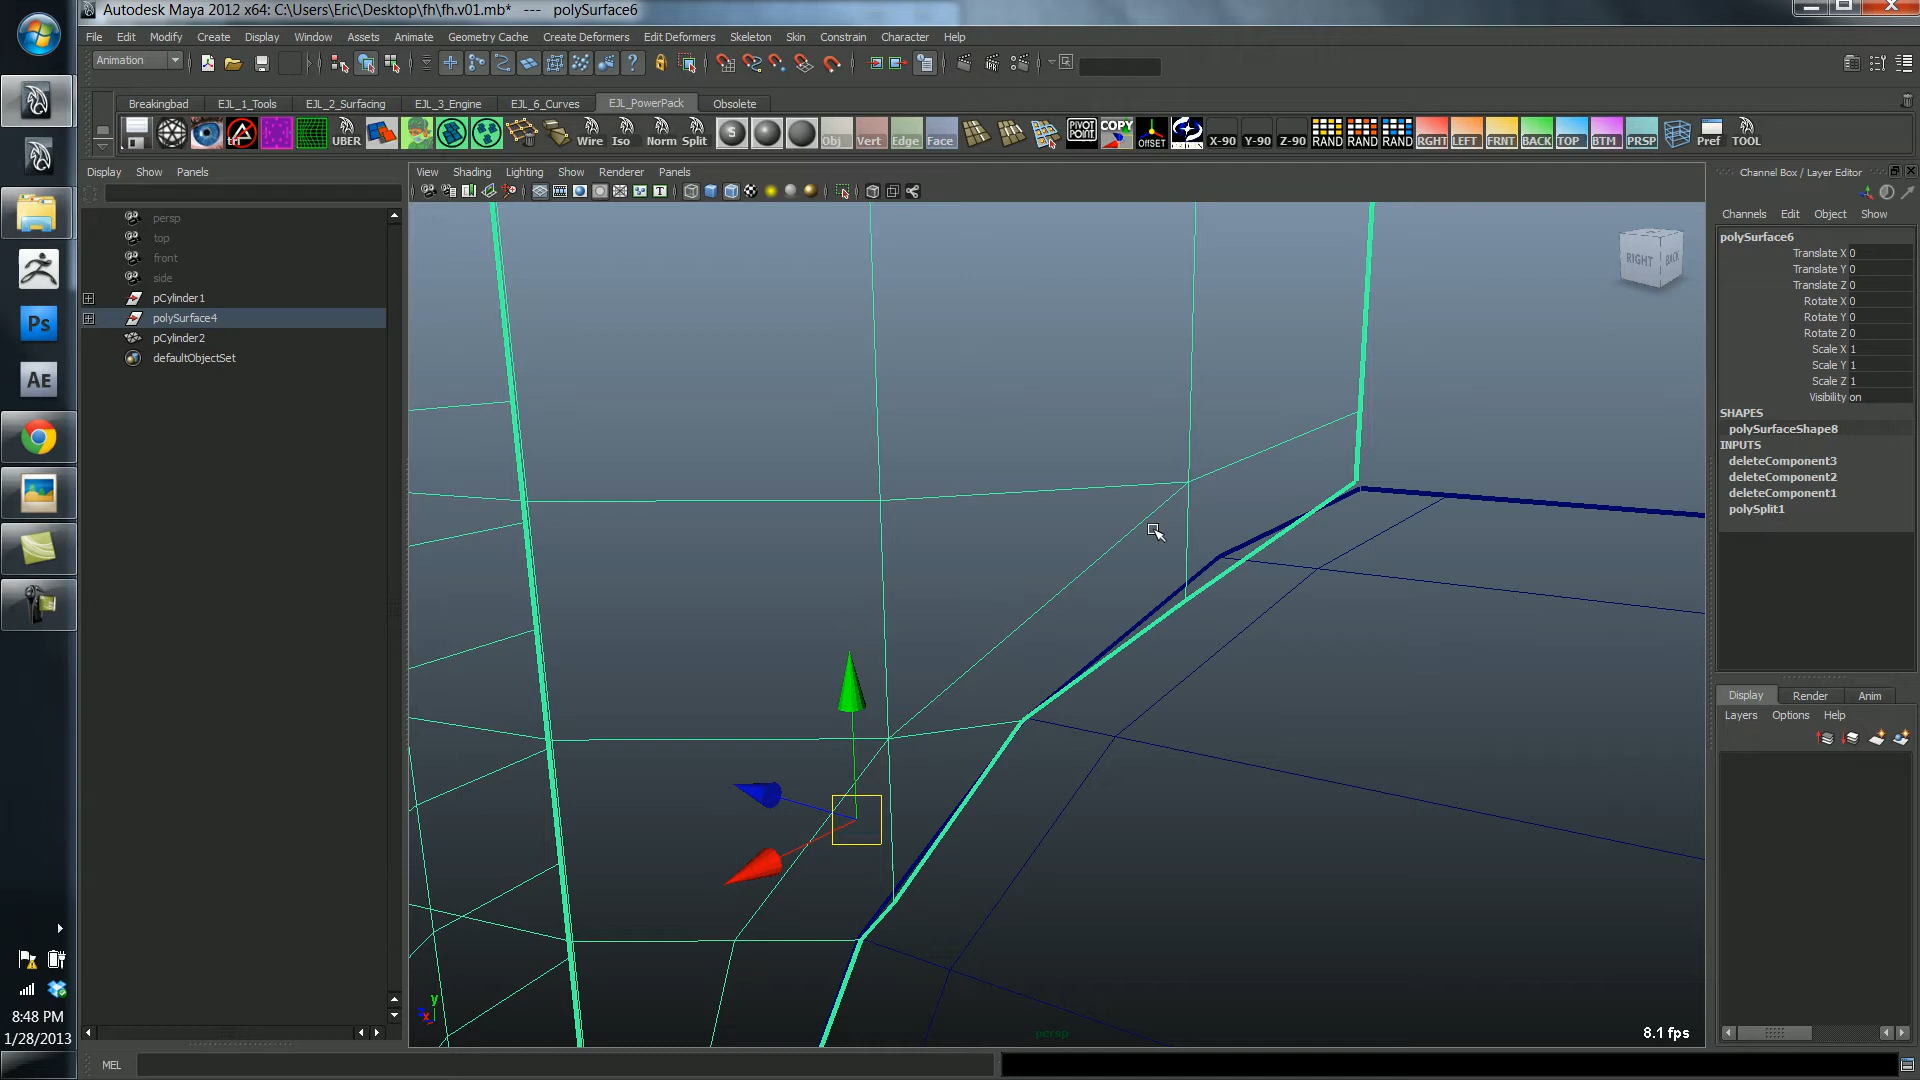 Autodesk Maya 2012 x64: C:\Users\Eric\Desktop\fh\fh.v01.mb*   ---   polySurface6
File Edit Modify Create Display Window Assets Animate Geometry Cache Create Deformers Edit Deformers Skeleton Skin Constrain Character Help
Animation
Breakingbad EJL_1_Tools EJL_2_Surfacing EJL_3_Engine EJL_6_Curves EJL_PowerPack Obsolete
tri UBER Wire Iso Norm Split S Obj Vert Edge Face PIVOT POINT COPY OffSET X-90 Y-90 Z-90 RAND RAND RAND RGHT LEFT FRNT BACK TOP BTM PRSP Pref TOOL
Display Show Panels
View Shading Lighting Show Renderer Panels
persp
top
front
side
pCylinder1
polySurface4
pCylinder2
defaultObjectSet
RIGHT BACK
y
x
persp
8.1 fps
Channel Box / Layer Editor
Channels Edit Object Show
polySurface6
Translate X 0
Translate Y 0
Translate Z 0
Rotate X 0
Rotate Y 0
Rotate Z 0
Scale X 1
Scale Y 1
Scale Z 1
Visibility on
SHAPES
polySurfaceShape8
INPUTS
deleteComponent3
deleteComponent2
deleteComponent1
polySplit1
Display Render Anim
Layers Options Help
Ps
AE
8:48 PM
1/28/2013
MEL